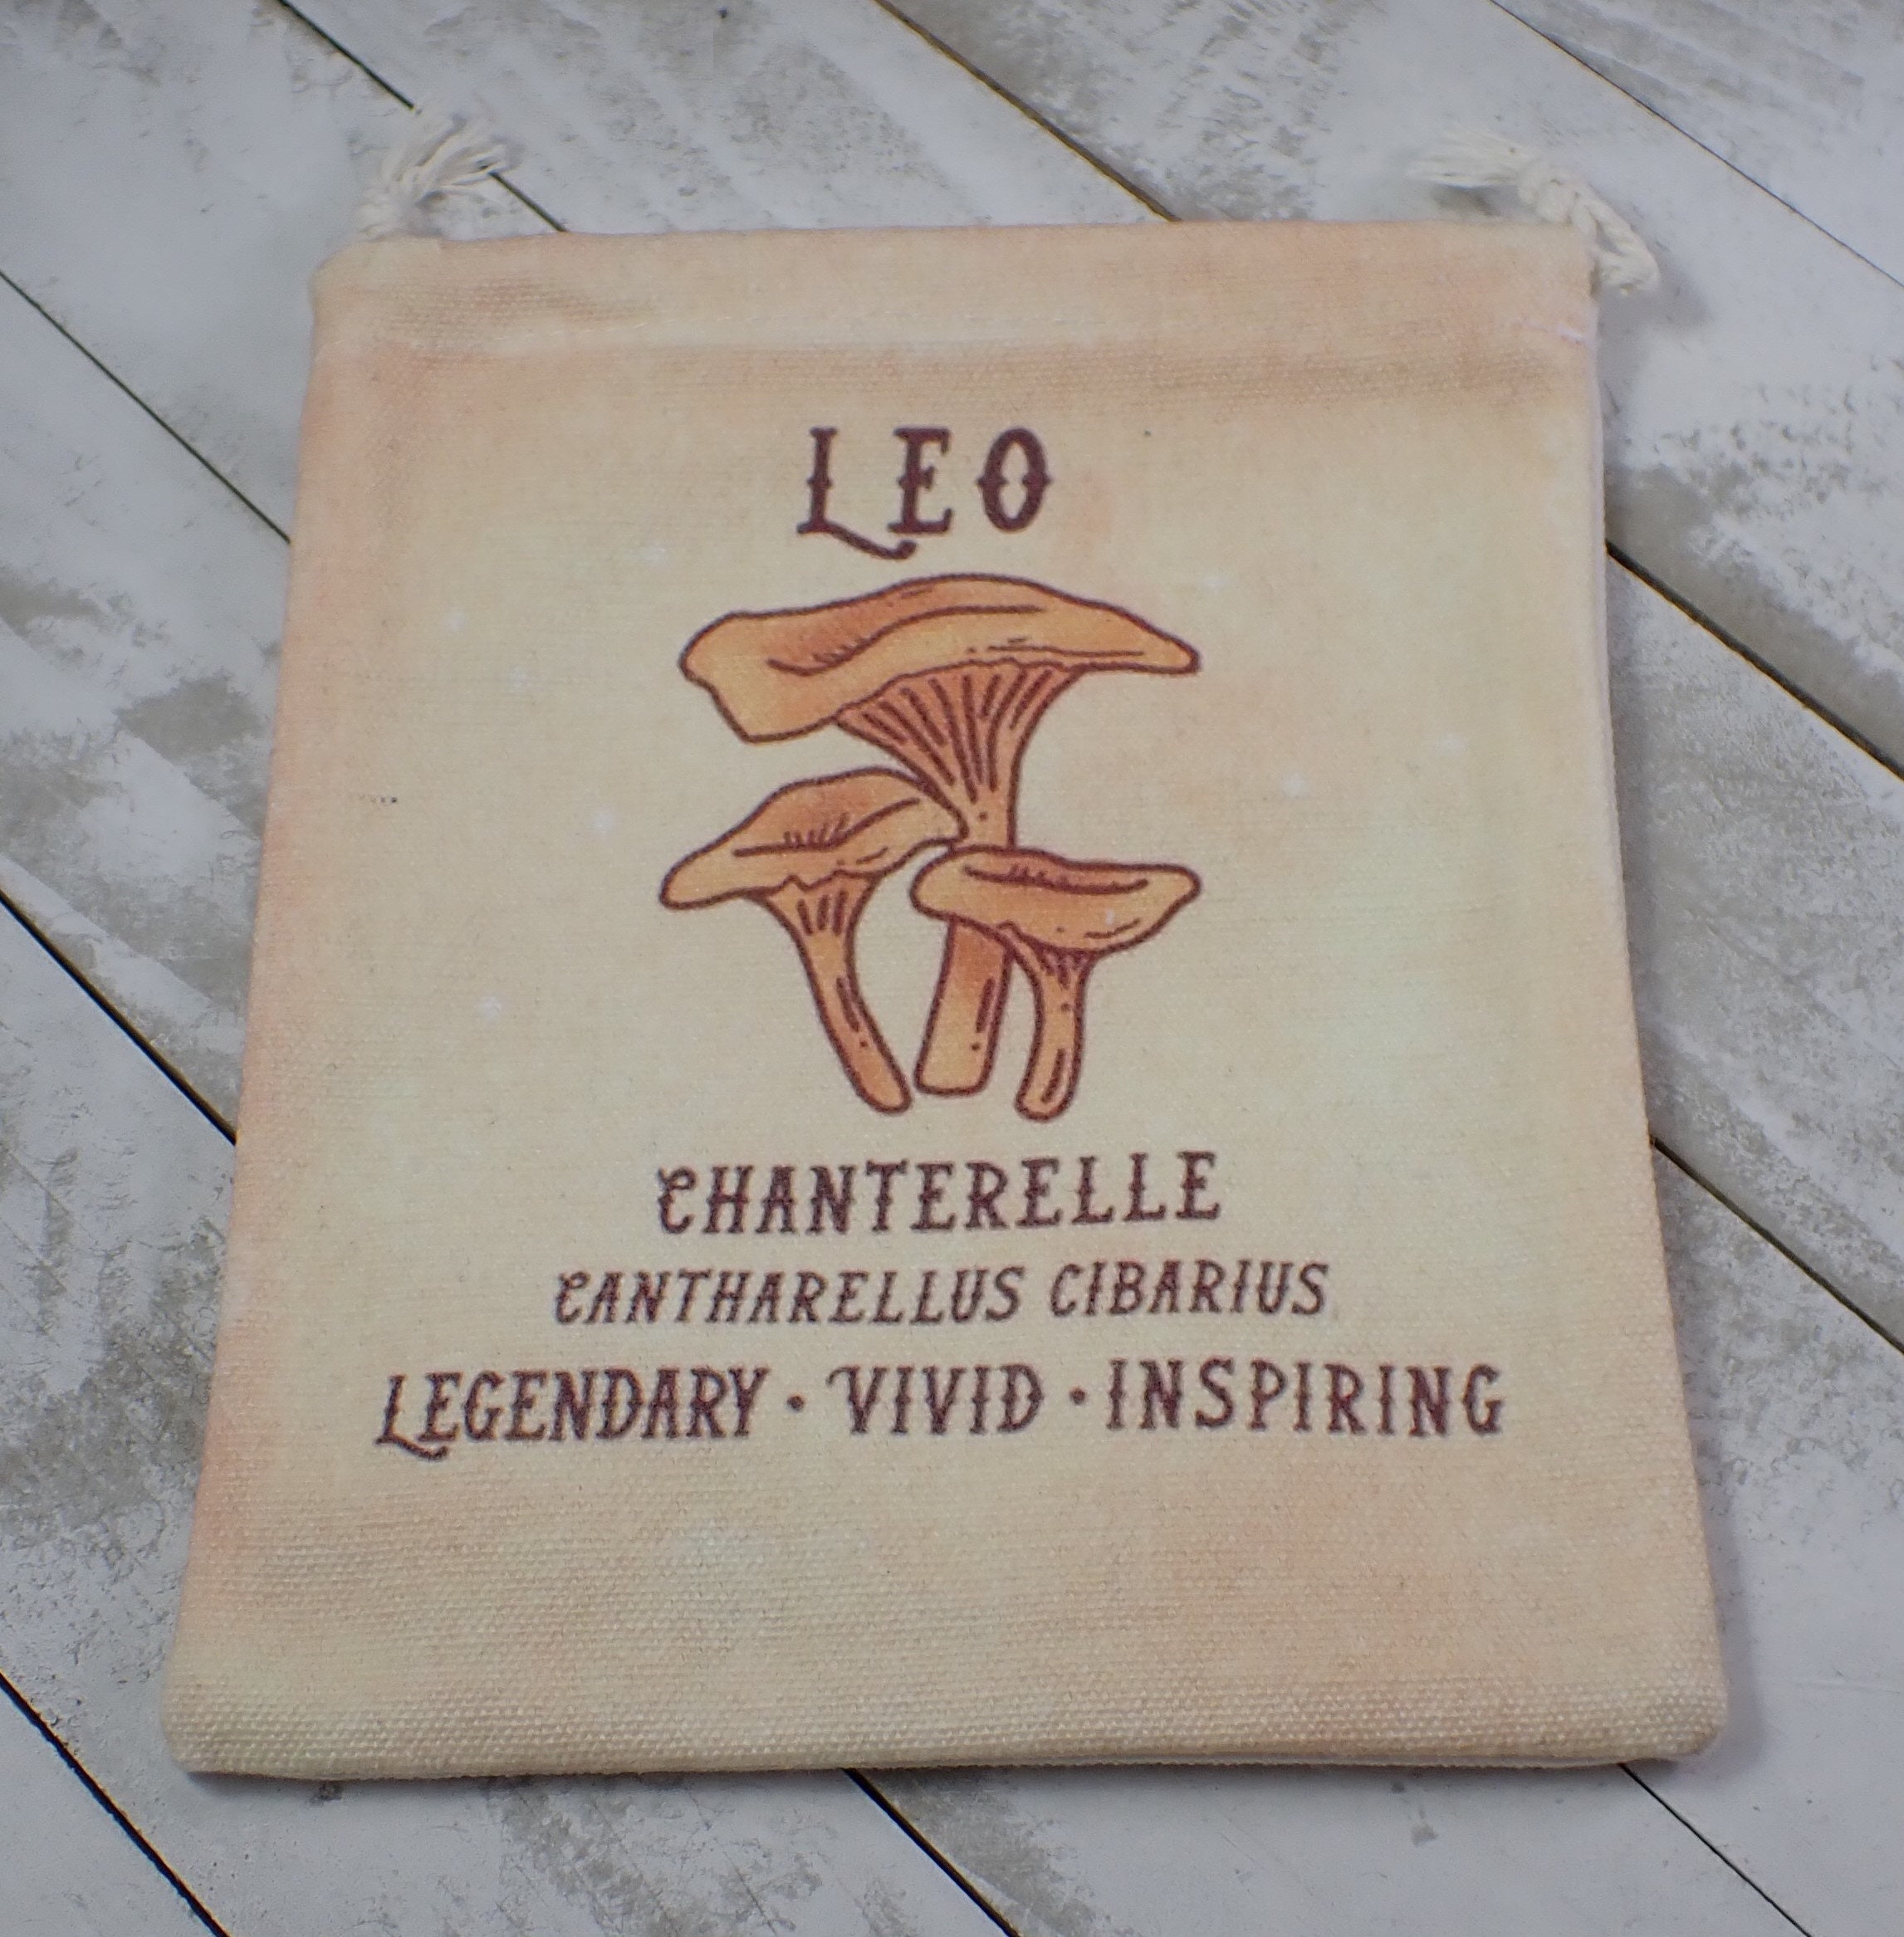 LEO
CHANTERELLE
CANTHARELLUS CIBARIUS
LEGENDARY · VIVID · INSPIRING